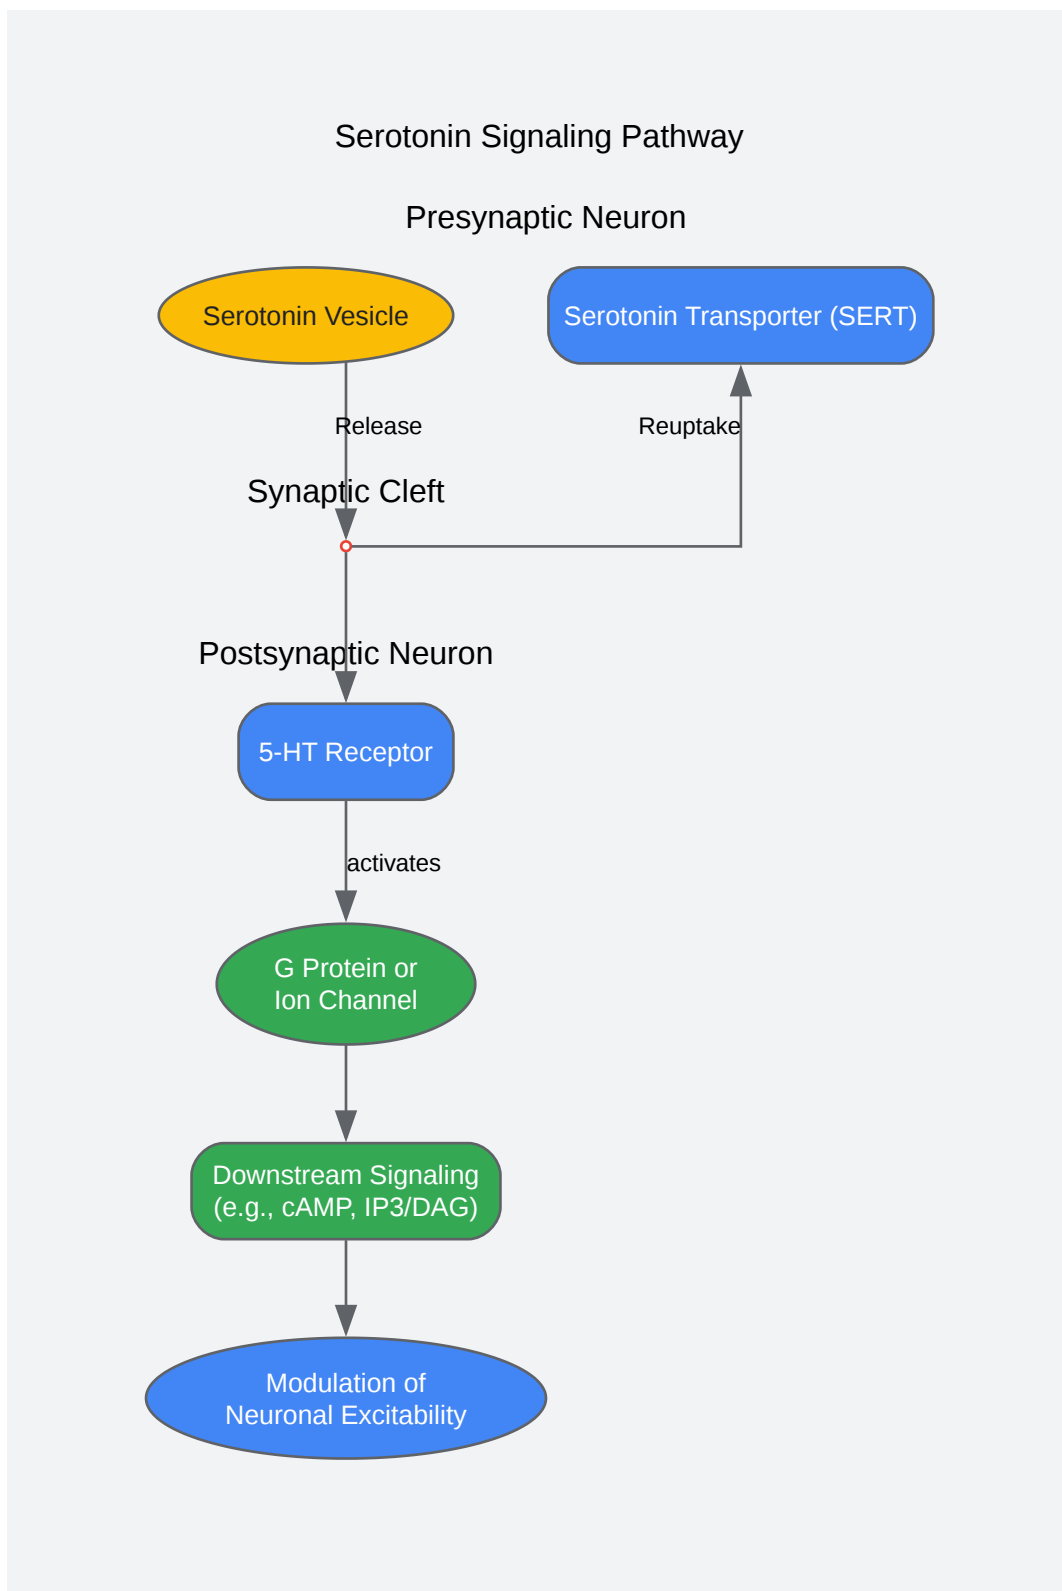 Serotonin Signaling Pathway
Presynaptic Neuron
Serotonin Vesicle
Serotonin Transporter (SERT)
Release
Reuptake
Synaptic Cleft
Postsynaptic Neuron
5-HT Receptor
activates
G Protein or
Ion Channel
Downstream Signaling
(e.g., cAMP, IP3/DAG)
Modulation of
Neuronal Excitability